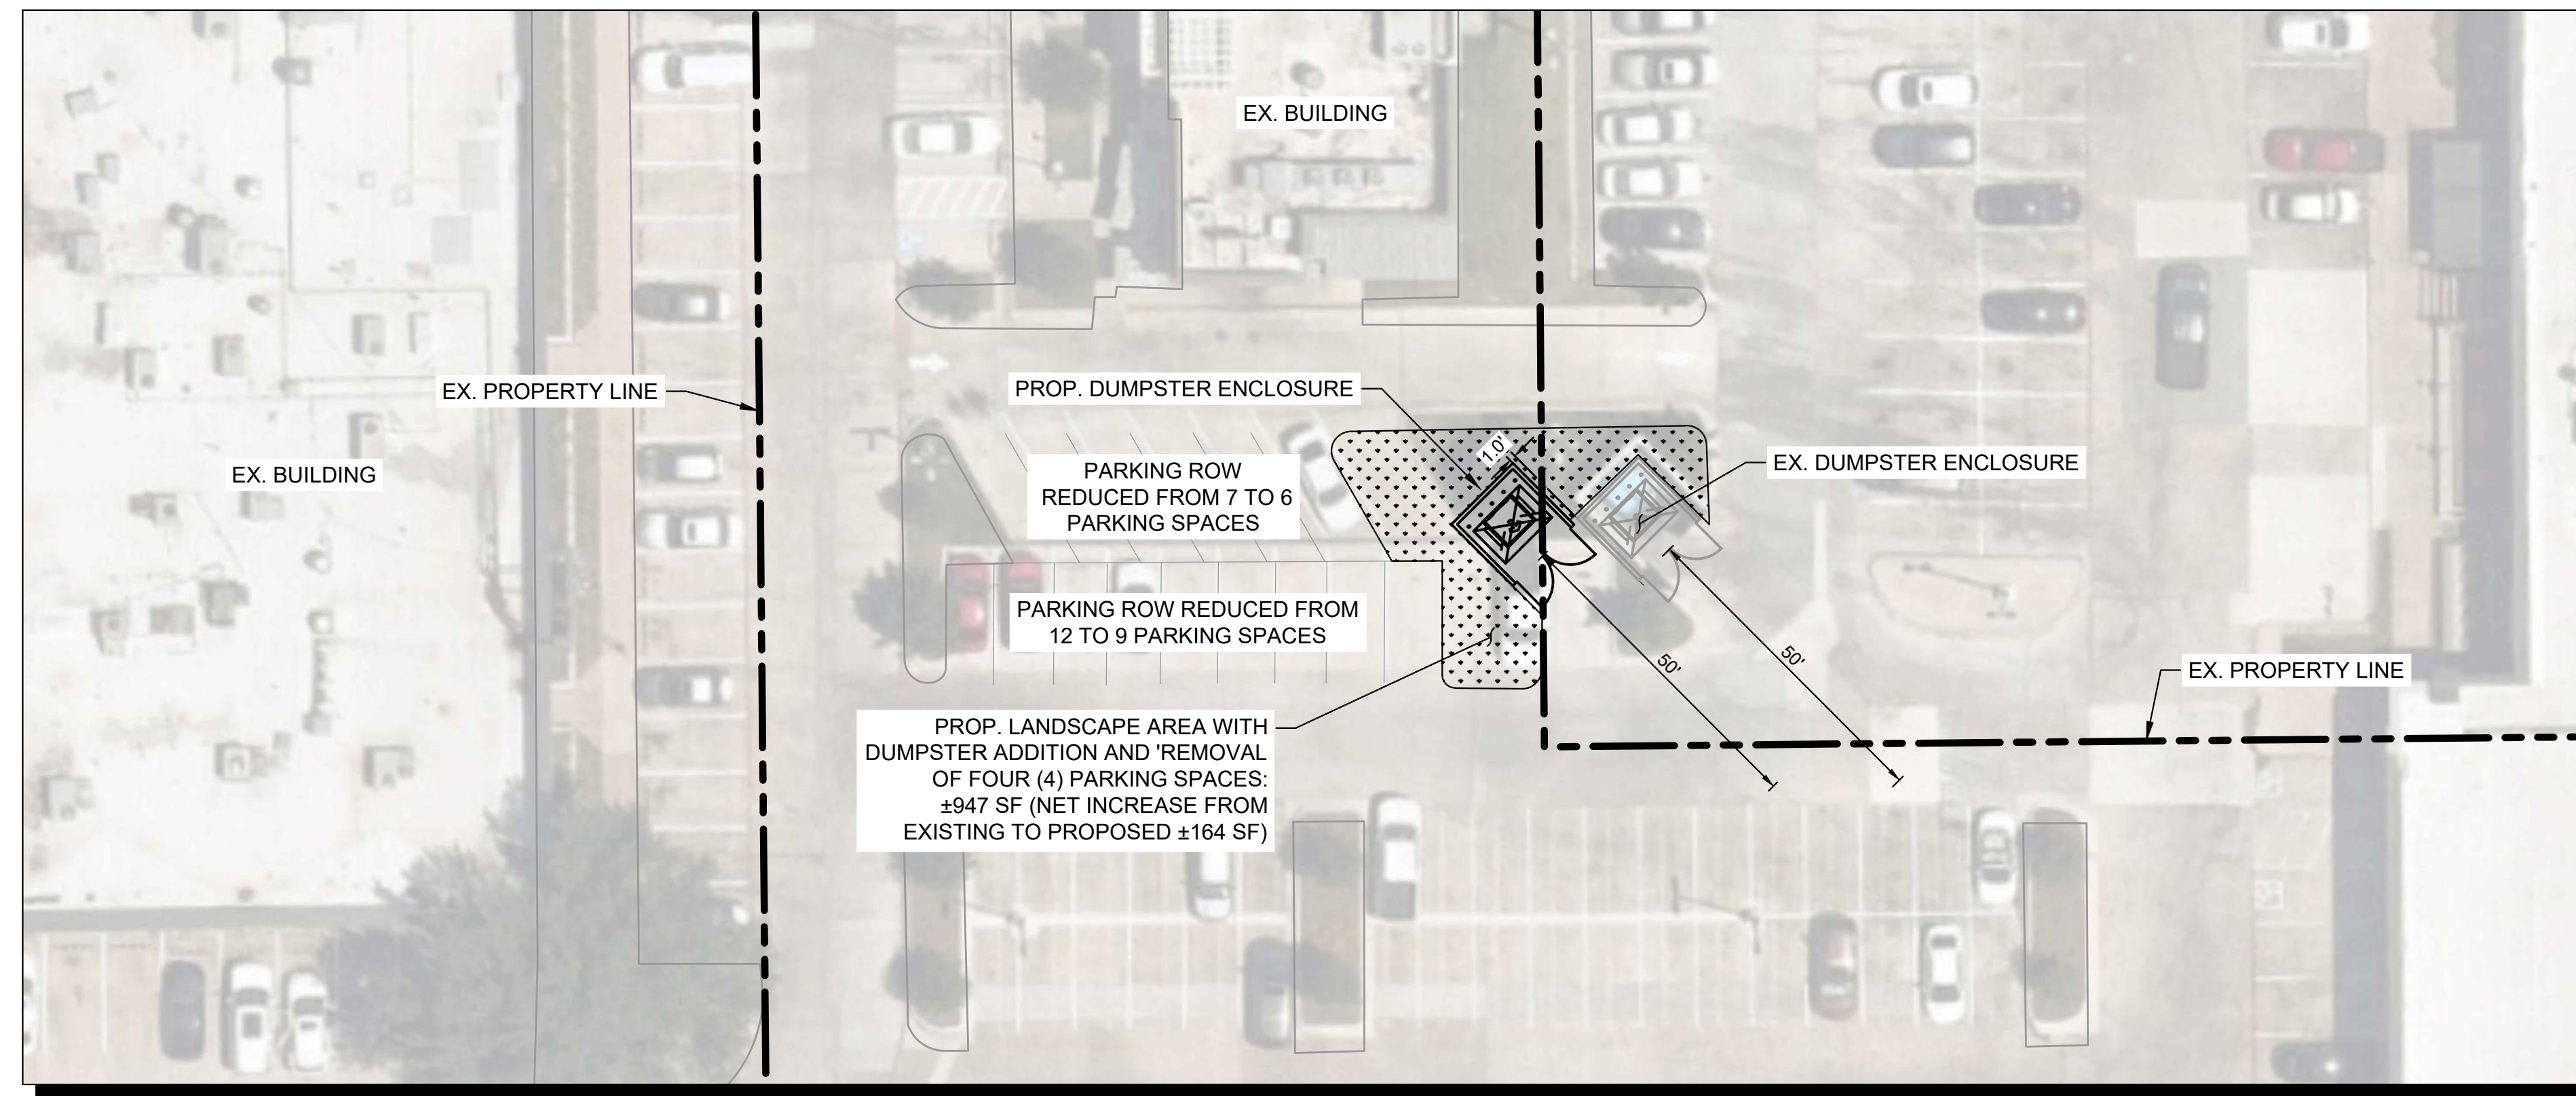 EX. BUILDING
EX. PROPERTY LINE
PROP. DUMPSTER ENCLOSURE
1.0'
EX. DUMPSTER ENCLOSURE
EX. BUILDING
PARKING ROW
REDUCED FROM 7 TO 6
PARKING SPACES
PARKING ROW REDUCED FROM
12 TO 9 PARKING SPACES
50'
50'
EX. PROPERTY LINE
PROP. LANDSCAPE AREA WITH
DUMPSTER ADDITION AND 'REMOVAL
OF FOUR (4) PARKING SPACES:
±947 SF (NET INCREASE FROM
EXISTING TO PROPOSED ±164 SF)